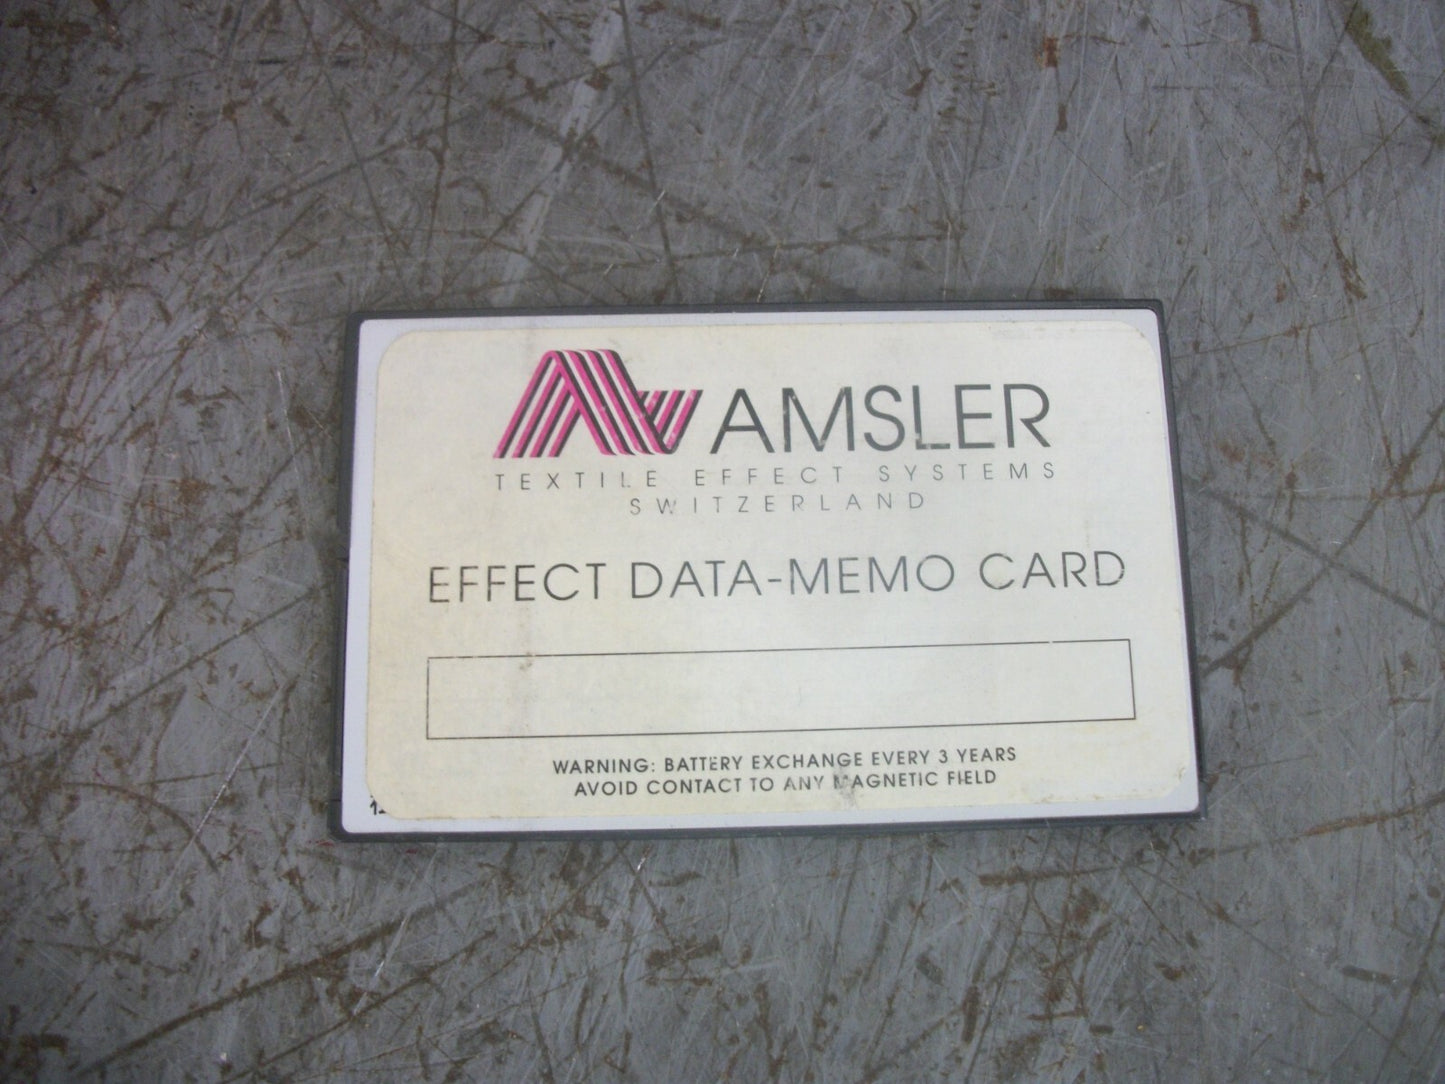 AMSLER
TEXTILE EFFECT SYSTEMS
SWITZERLAND
EFFECT DATA-MEMO CARD
WARNING: BATTERY EXCHANGE EVERY 3 YEARS
AVOID CONTACT TO ANY MAGNETIC FIELD